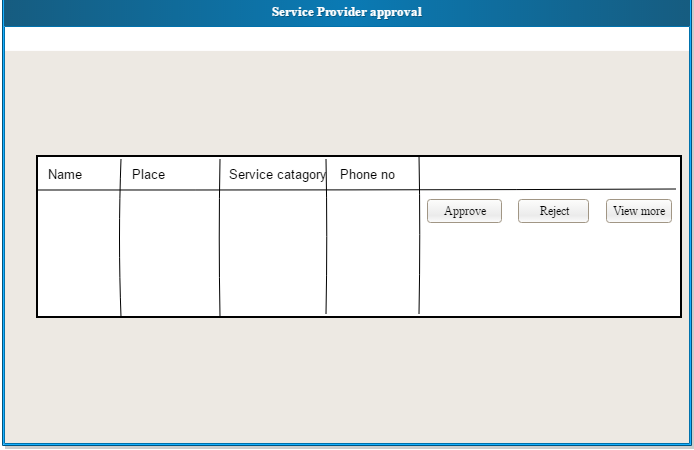 Service Provider approval
Name Place Service catagory Phone no
Approve Reject View more